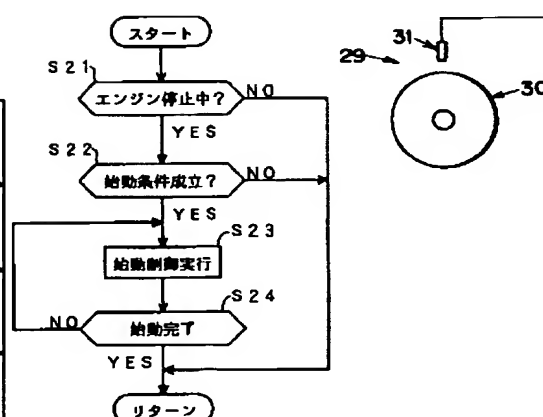 スタート
S21
エンジン停止中?
NO
YES
S22
始動条件成立?
NO
YES
S23
始動制御実行
S24
始動完了
NO
YES
リターン
29
31
30